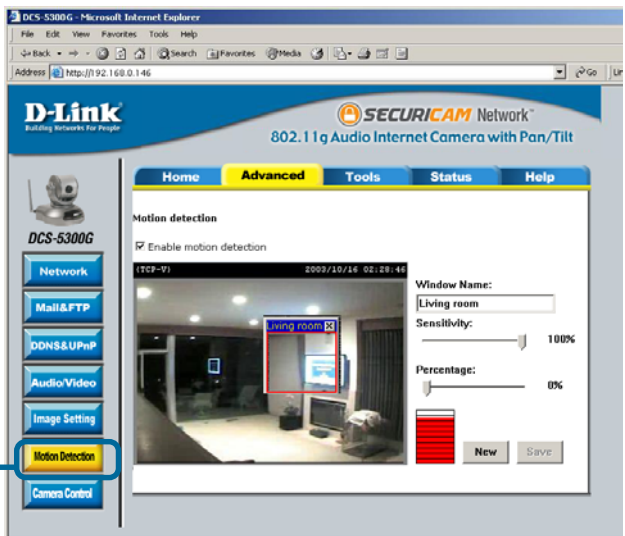 DCS-5300G - Microsoft Internet Explorer
File Edit View Favorites Tools Help
Back Search Favorites Media
Address http://192.168.0.146 Go
D-Link
Building Networks For People
SECURICAM Network™
802.11g Audio Internet Camera with Pan/Tilt
Home Advanced Tools Status Help
DCS-5300G
Network
Mail&FTP
DDNS&UPnP
Audio/Video
Image Setting
Motion Detection
Camera Control
Motion detection
Enable motion detection
(TCP-V) 2003/10/16 02:28:46
Living room
Window Name:
Living room
Sensitivity:
100%
Percentage:
0%
New Save